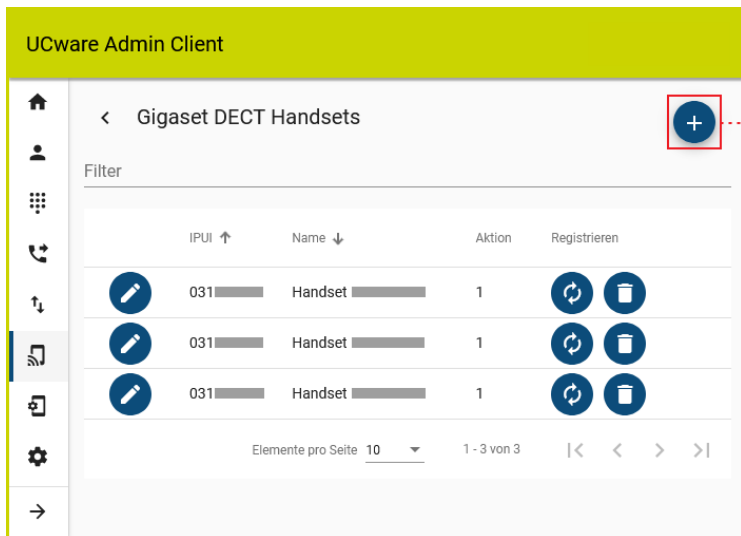 UCware Admin Client
Gigaset DECT Handsets
Filter
IPUI Name Aktion Registrieren
031 Handset 1
031 Handset 1
031 Handset 1
Elemente pro Seite 10 1 - 3 von 3